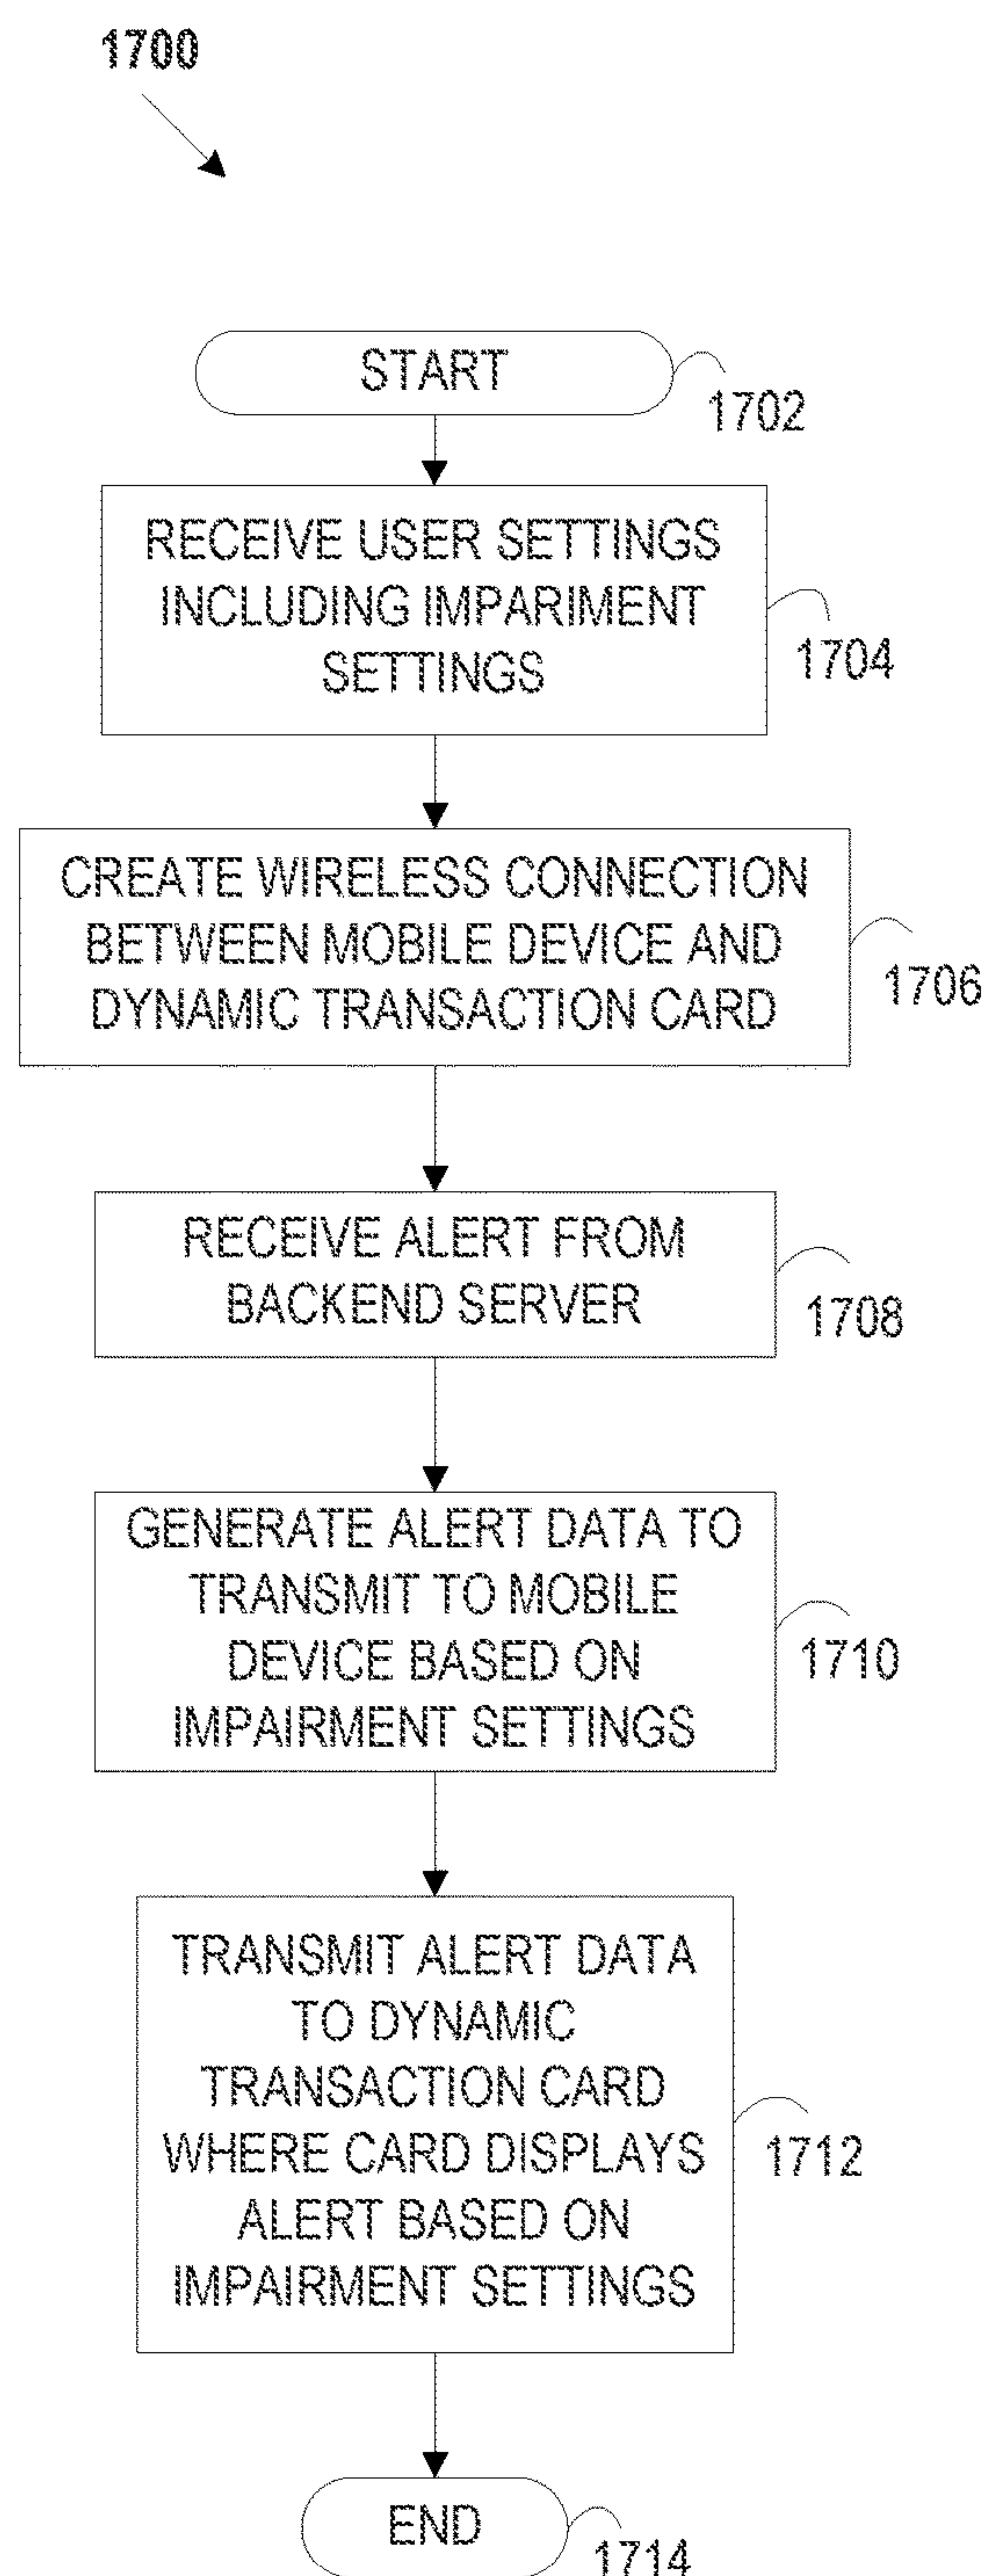 1700
START
1702
RECEIVE USER SETTINGS
INCLUDING IMPARIMENT
SETTINGS
1704
CREATE WIRELESS CONNECTION
BETWEEN MOBILE DEVICE AND
DYNAMIC TRANSACTION CARD
1706
RECEIVE ALERT FROM
BACKEND SERVER
1708
GENERATE ALERT DATA TO
TRANSMIT TO MOBILE
DEVICE BASED ON
IMPAIRMENT SETTINGS
1710
TRANSMIT ALERT DATA
TO DYNAMIC
TRANSACTION CARD
WHERE CARD DISPLAYS
ALERT BASED ON
IMPAIRMENT SETTINGS
1712
END
1714